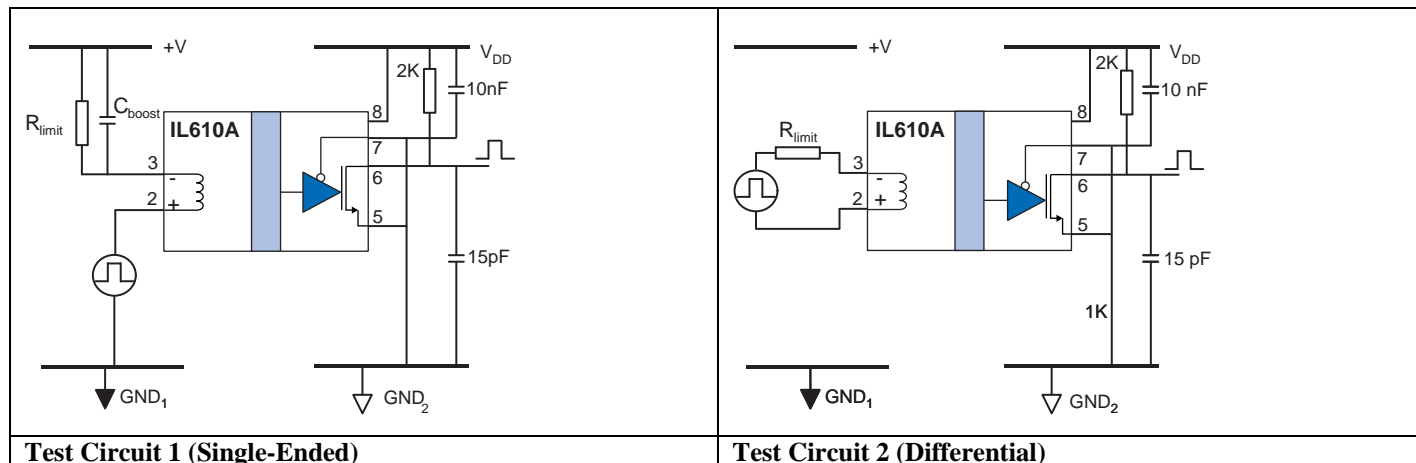 +V
V_DD
2K
10nF
C_boost
R_limit
IL610A
8
7
3
-
6
2
+
5
15pF
GND_1
GND_2
Test Circuit 1 (Single-Ended)
+V
V_DD
2K
10 nF
8
IL610A
R_limit
7
3
-
6
2
+
5
15 pF
1K
GND_1
GND_2
Test Circuit 2 (Differential)